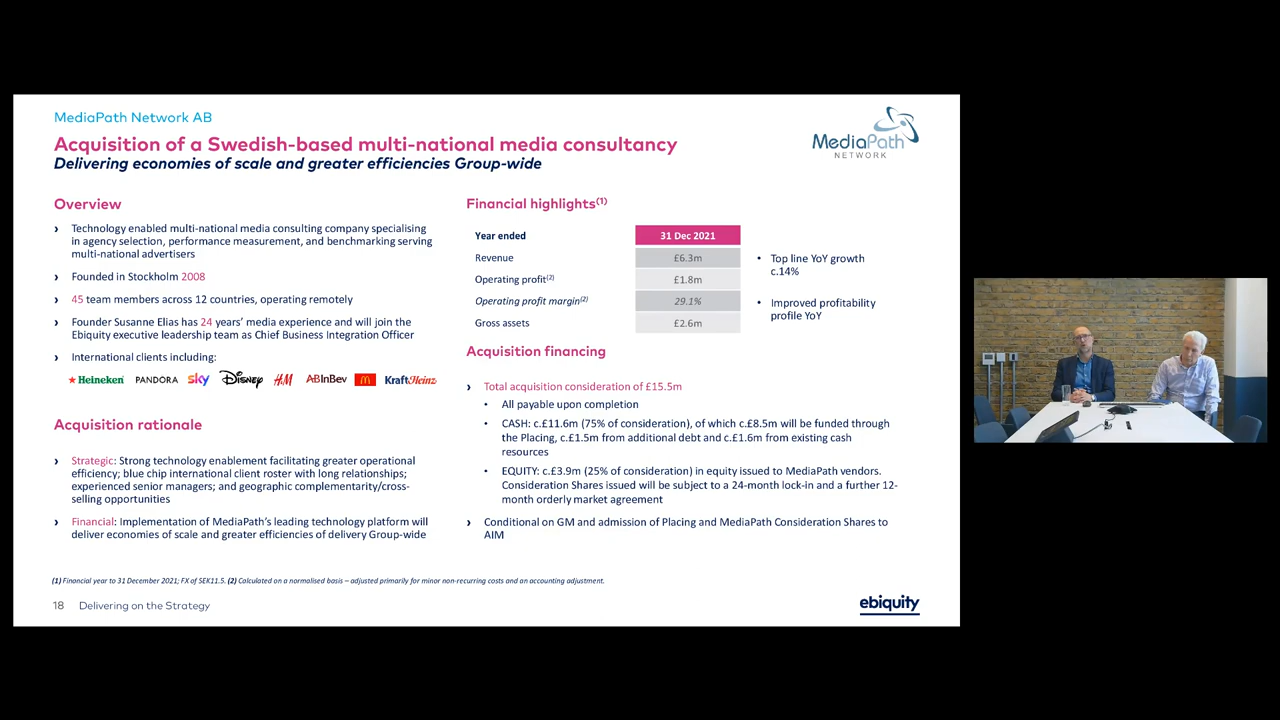 MediaPath Network AB
Acquisition of a Swedish-based multi-national media consultancy
Delivering economies of scale and greater efficiencies Group-wide
MediaPath
NETWORK
Overview
› Technology enabled multi-national media consulting company specialising
in agency selection, performance measurement, and benchmarking serving
multi-national advertisers
› Founded in Stockholm 2008
› 45 team members across 12 countries, operating remotely
› Founder Susanne Elias has 24 years' media experience and will join the
Ebiquity executive leadership team as Chief Business Integration Officer
› International clients including:
Heineken PANDORA sky Disney H&M ABInBev M KraftHeinz
Acquisition rationale
› Strategic: Strong technology enablement facilitating greater operational
efficiency; blue chip international client roster with long relationships;
experienced senior managers; and geographic complementarity/cross-
selling opportunities
› Financial: Implementation of MediaPath's leading technology platform will
deliver economies of scale and greater efficiencies of delivery Group-wide
Financial highlights(1)
Year ended 31 Dec 2021
Revenue £6.3m
Operating profit(2) £1.8m
Operating profit margin(2) 29.1%
Gross assets £2.6m
• Top line YoY growth
c.14%
• Improved profitability
profile YoY
Acquisition financing
› Total acquisition consideration of £15.5m
• All payable upon completion
• CASH: c.£11.6m (75% of consideration), of which c.£8.5m will be funded through
the Placing, c.£1.5m from additional debt and c.£1.6m from existing cash
resources
• EQUITY: c.£3.9m (25% of consideration) in equity issued to MediaPath vendors.
Consideration Shares issued will be subject to a 24-month lock-in and a further 12-
month orderly market agreement
› Conditional on GM and admission of Placing and MediaPath Consideration Shares to
AIM
(1) Financial year to 31 December 2021; FX of SEK11.5. (2) Calculated on a normalised basis – adjusted primarily for minor non-recurring costs and an accounting adjustment.
18 Delivering on the Strategy
ebiquity